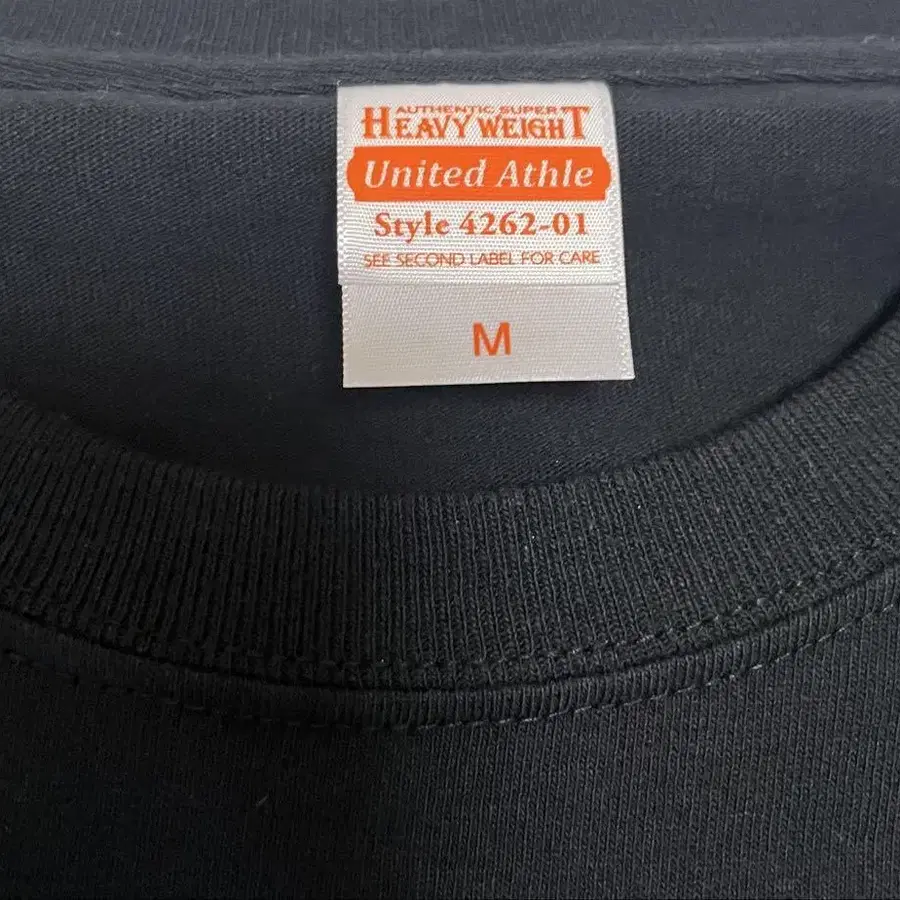 AUTHENTIC SUPER
HEAVY WEIGHT
United Athle
Style 4262-01
SEE SECOND LABEL FOR CARE
M